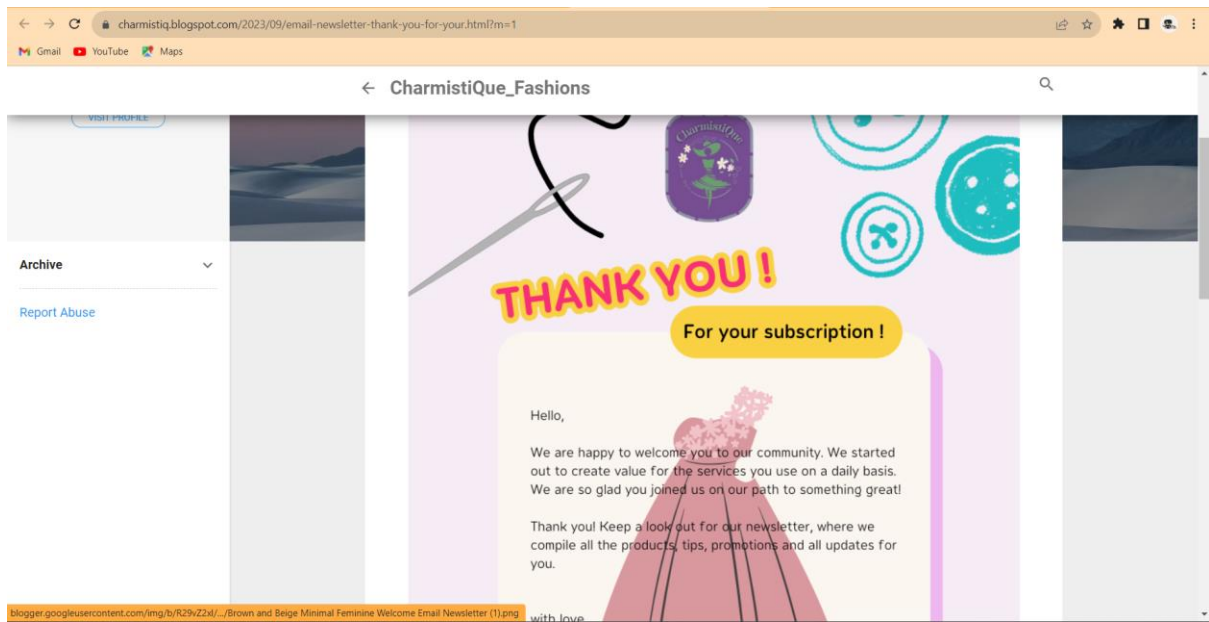 charmistiq.blogspot.com/2023/09/email-newsletter-thank-you-for-your.html?m=1
Gmail YouTube Maps
CharmistiQue_Fashions
VISIT PROFILE
CharmistiQue
Archive
Report Abuse
THANK YOU !
For your subscription !
Hello,
We are happy to welcome you to our community. We started
out to create value for the services you use on a daily basis.
We are so glad you joined us on our path to something great!
Thank you! Keep a look out for our newsletter, where we
compile all the products, tips, promotions and all updates for
you.
with love
blogger.googleusercontent.com/img/b/R29vZ2xl/.../Brown and Beige Minimal Feminine Welcome Email Newsletter (1).png